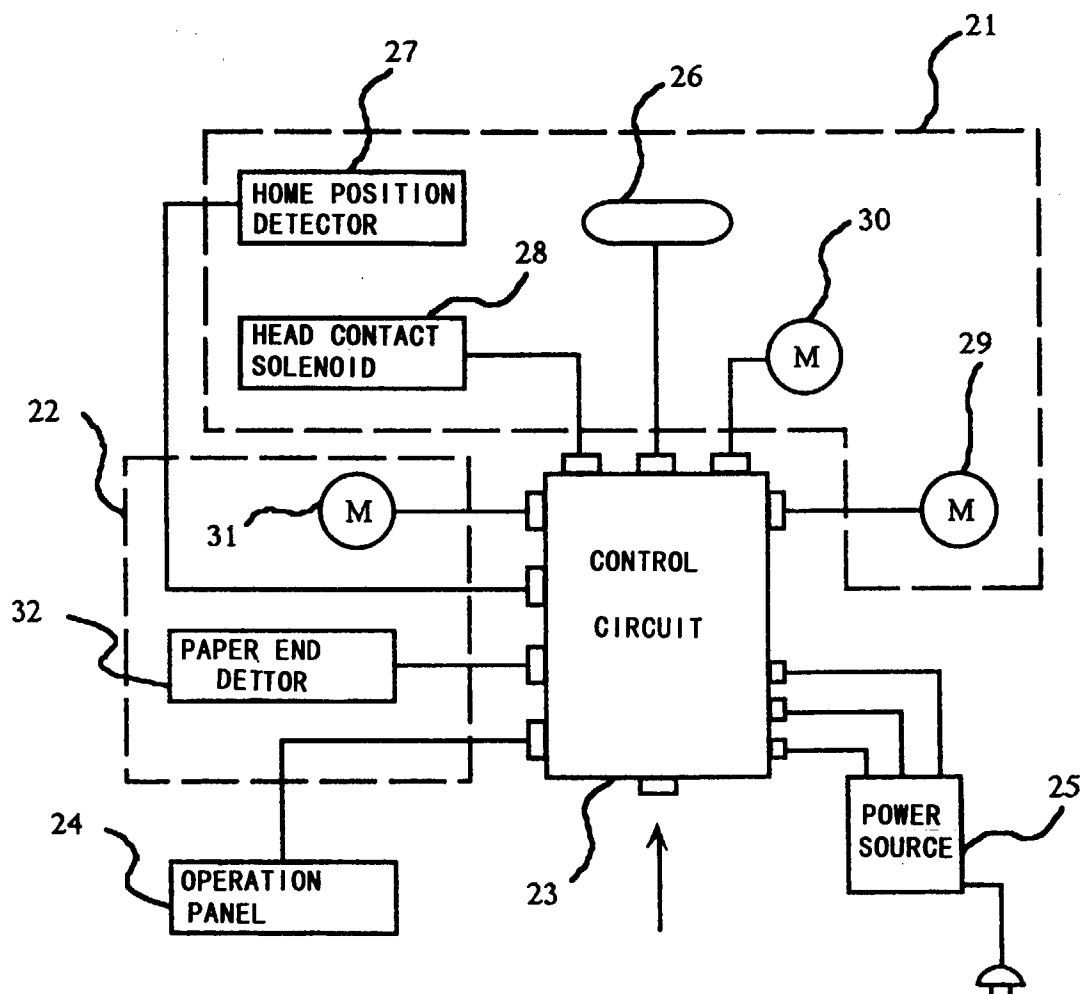 21
27
26
HOME POSITION
DETECTOR
30
28
HEAD CONTACT
SOLENOID
M
29
22
M
M
31
CONTROL
CIRCUIT
32
PAPER END
DETTOR
25
POWER
SOURCE
24
23
OPERATION
PANEL